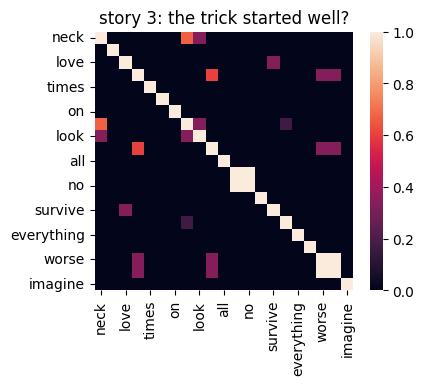 story 3: the trick started well?
neck
love
times
on
look
all
no
survive
everything
worse
imagine
1.0
0.8
0.6
0.4
0.2
0.0
neck
love
times
on
look
all
no
survive
everything
worse
imagine